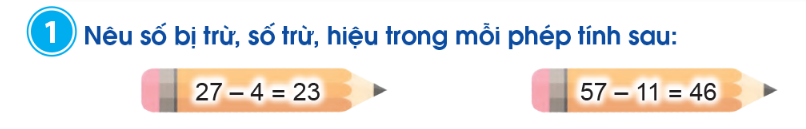 1 Nêu số bị trừ, số trừ, hiệu trong mỗi phép tính sau:
27 – 4 = 23 57 – 11 = 46